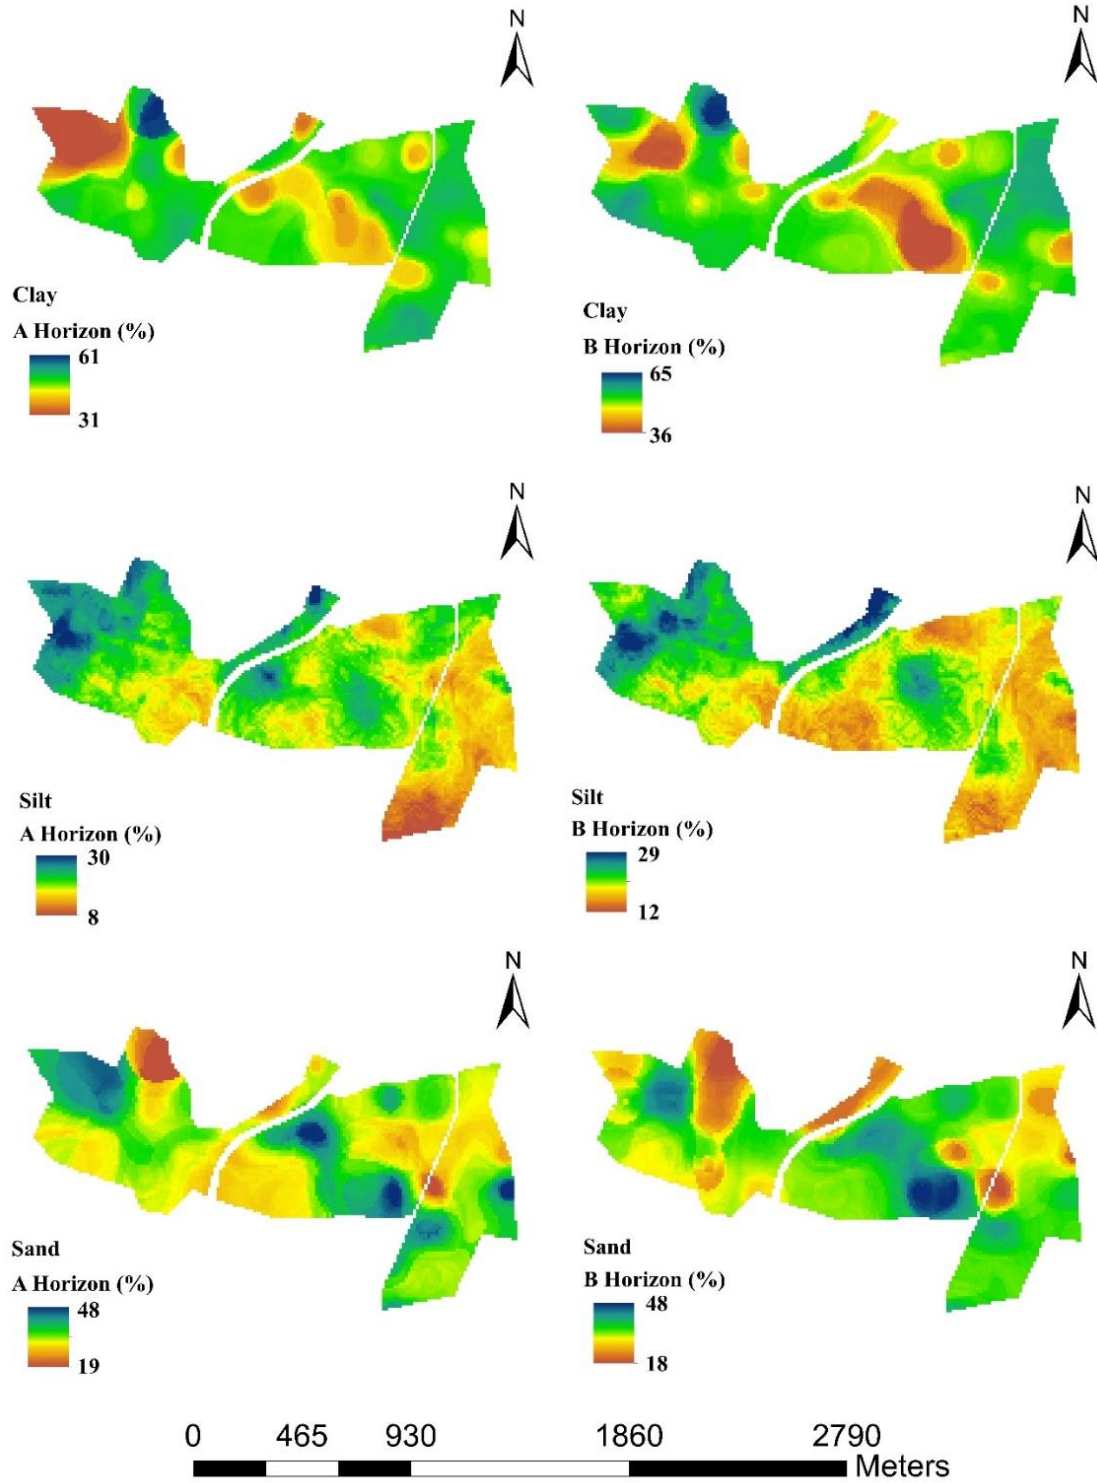 N
N
Clay
A Horizon (%)
61
31
Clay
B Horizon (%)
65
36
N
N
Silt
A Horizon (%)
30
8
Silt
B Horizon (%)
29
12
N
N
Sand
A Horizon (%)
48
19
Sand
B Horizon (%)
48
18
0 465 930 1860 2790
Meters